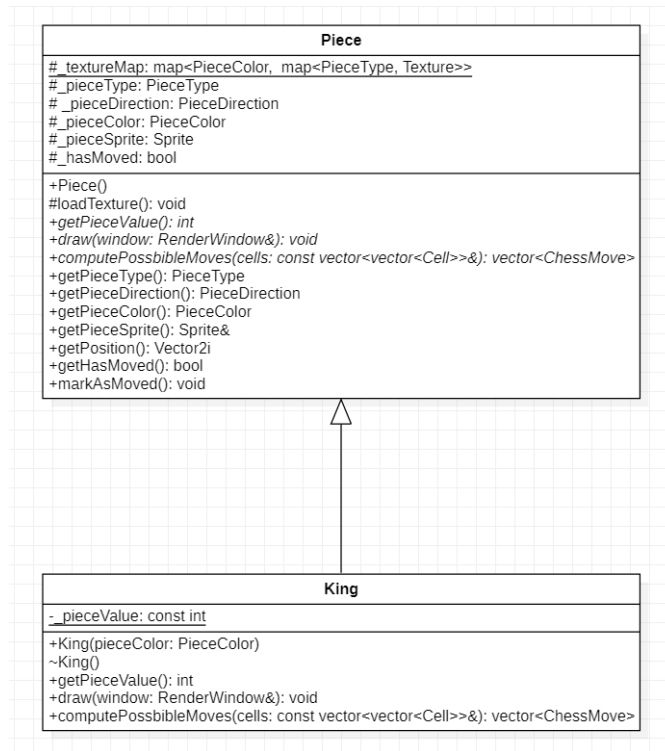 Piece
#_textureMap: map<PieceColor,  map<PieceType, Texture>>
#_pieceType: PieceType
# _pieceDirection: PieceDirection
#_pieceColor: PieceColor
#_pieceSprite: Sprite
#_hasMoved: bool
+Piece()
#loadTexture(): void
+getPieceValue(): int
+draw(window: RenderWindow&): void
+computePossbibleMoves(cells: const vector<vector<Cell>>&): vector<ChessMove>
+getPieceType(): PieceType
+getPieceDirection(): PieceDirection
+getPieceColor(): PieceColor
+getPieceSprite(): Sprite&
+getPosition(): Vector2i
+getHasMoved(): bool
+markAsMoved(): void
King
-_pieceValue: const int
+King(pieceColor: PieceColor)
~King()
+getPieceValue(): int
+draw(window: RenderWindow&): void
+computePossbibleMoves(cells: const vector<vector<Cell>>&): vector<ChessMove>